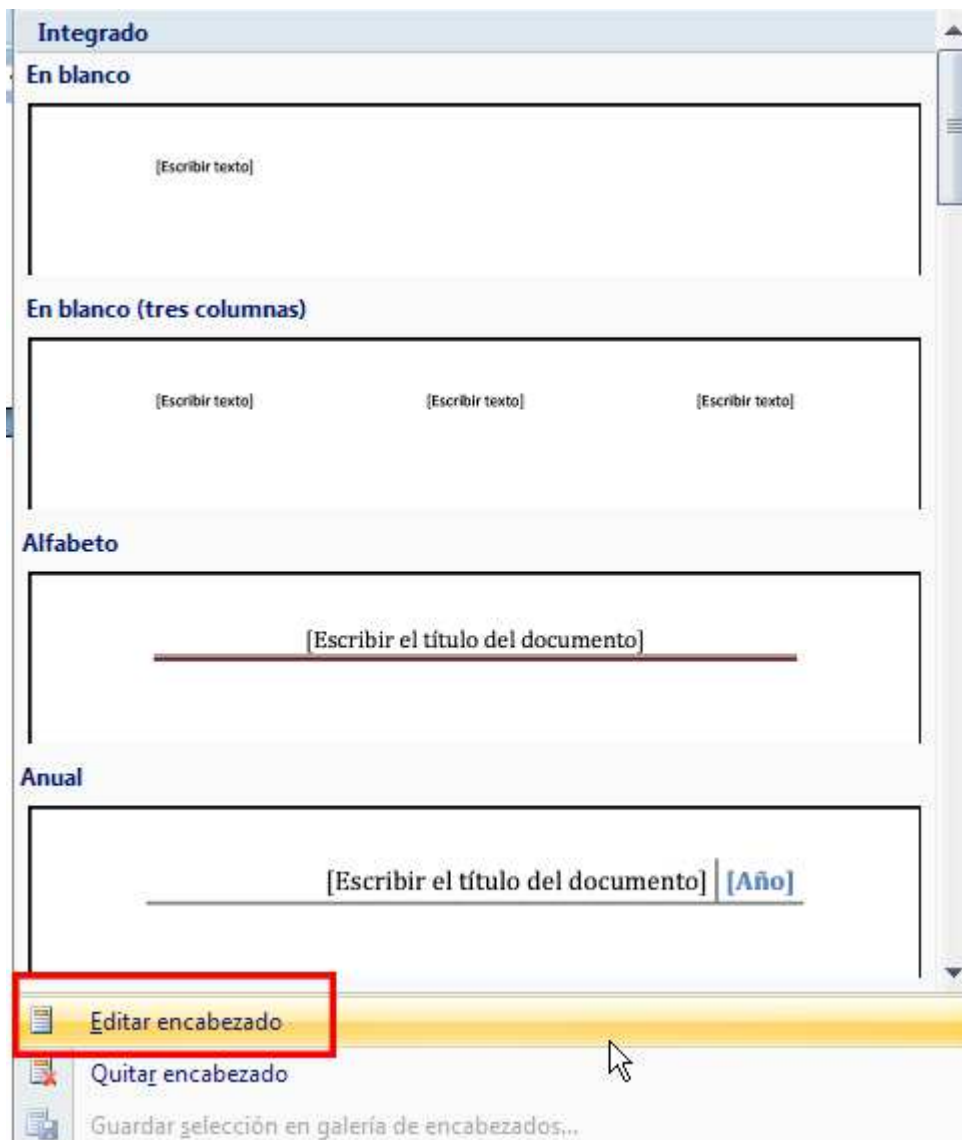 Integrado
En blanco
[Escribir texto]
En blanco (tres columnas)
[Escribir texto] [Escribir texto] [Escribir texto]
Alfabeto
[Escribir el título del documento]
Anual
[Escribir el título del documento] [Año]
Editar encabezado
Quitar encabezado
Guardar selección en galería de encabezados...